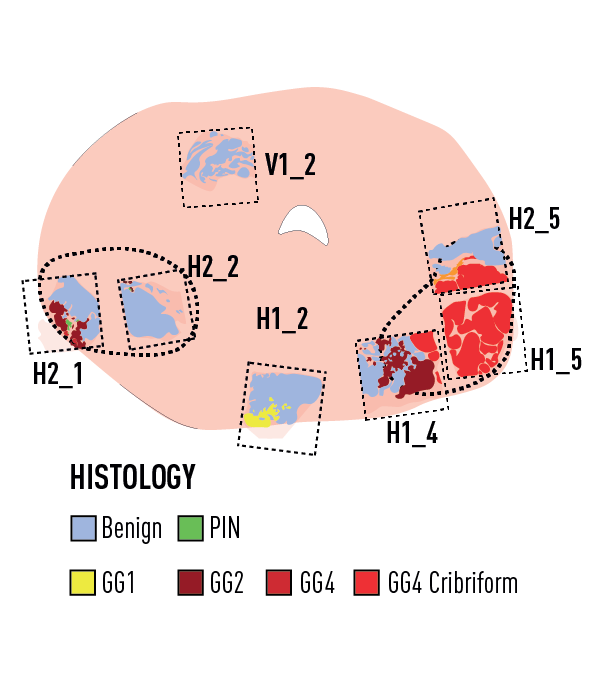 V1_2
H2_5
H2_2
H1_2
H1_5
H2_1
H1_4
HISTOLOGY
Benign PIN
GG1 GG2 GG4 GG4 Cribriform